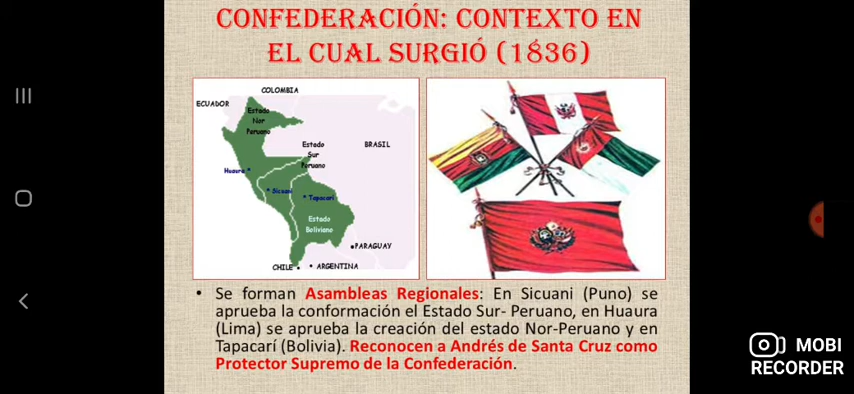 CONFEDERACIÓN: CONTEXTO EN
EL CUAL SURGIÓ (1836)
COLOMBIA
ECUADOR
Estado
Nor
Peruano
Estado
Sur
Peruano
BRASIL
Huaura
Sicuani
Tapacari
Estado
Boliviano
PARAGUAY
CHILE
ARGENTINA
• Se forman Asambleas Regionales: En Sicuani (Puno) se
aprueba la conformación el Estado Sur- Peruano, en Huaura
(Lima) se aprueba la creación del estado Nor-Peruano y en
Tapacarí (Bolivia). Reconocen a Andrés de Santa Cruz como
Protector Supremo de la Confederación.
MOBI
RECORDER